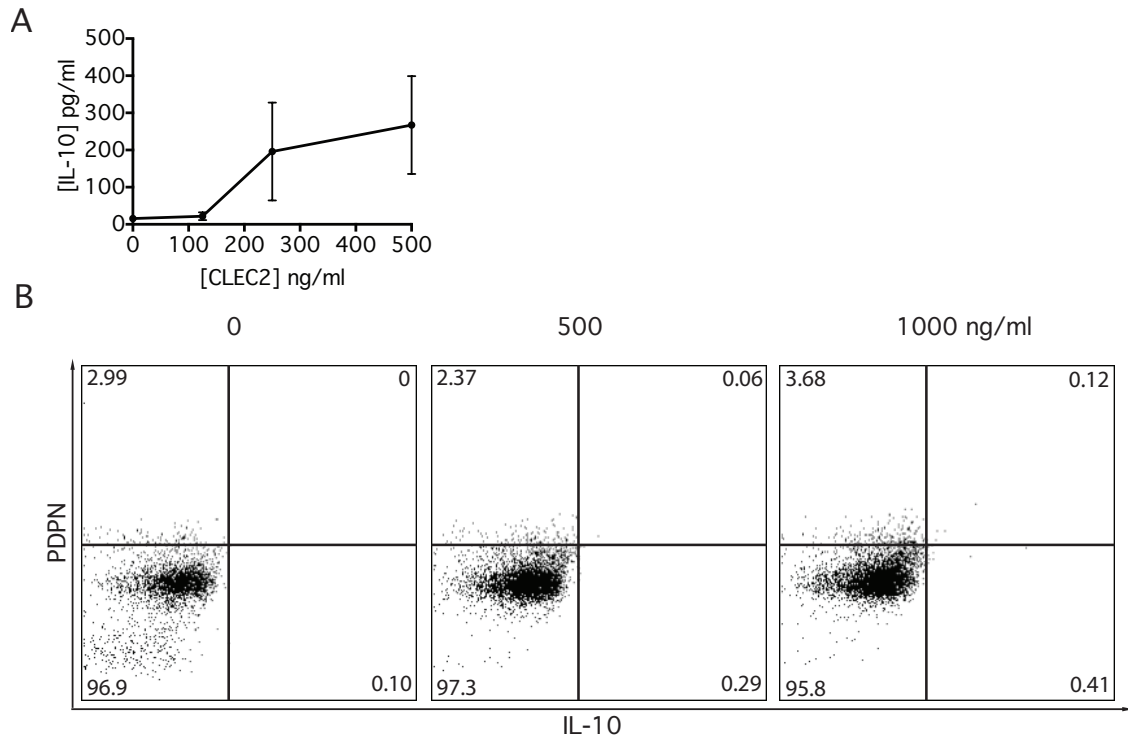 A
[IL-10] pg/ml
500
400
300
200
100
0
0 100 200 300 400 500
[CLEC2] ng/ml
B
0 500 1000 ng/ml
PDPN
2.99 0 2.37 0.06 3.68 0.12
96.9 0.10 97.3 0.29 95.8 0.41
IL-10